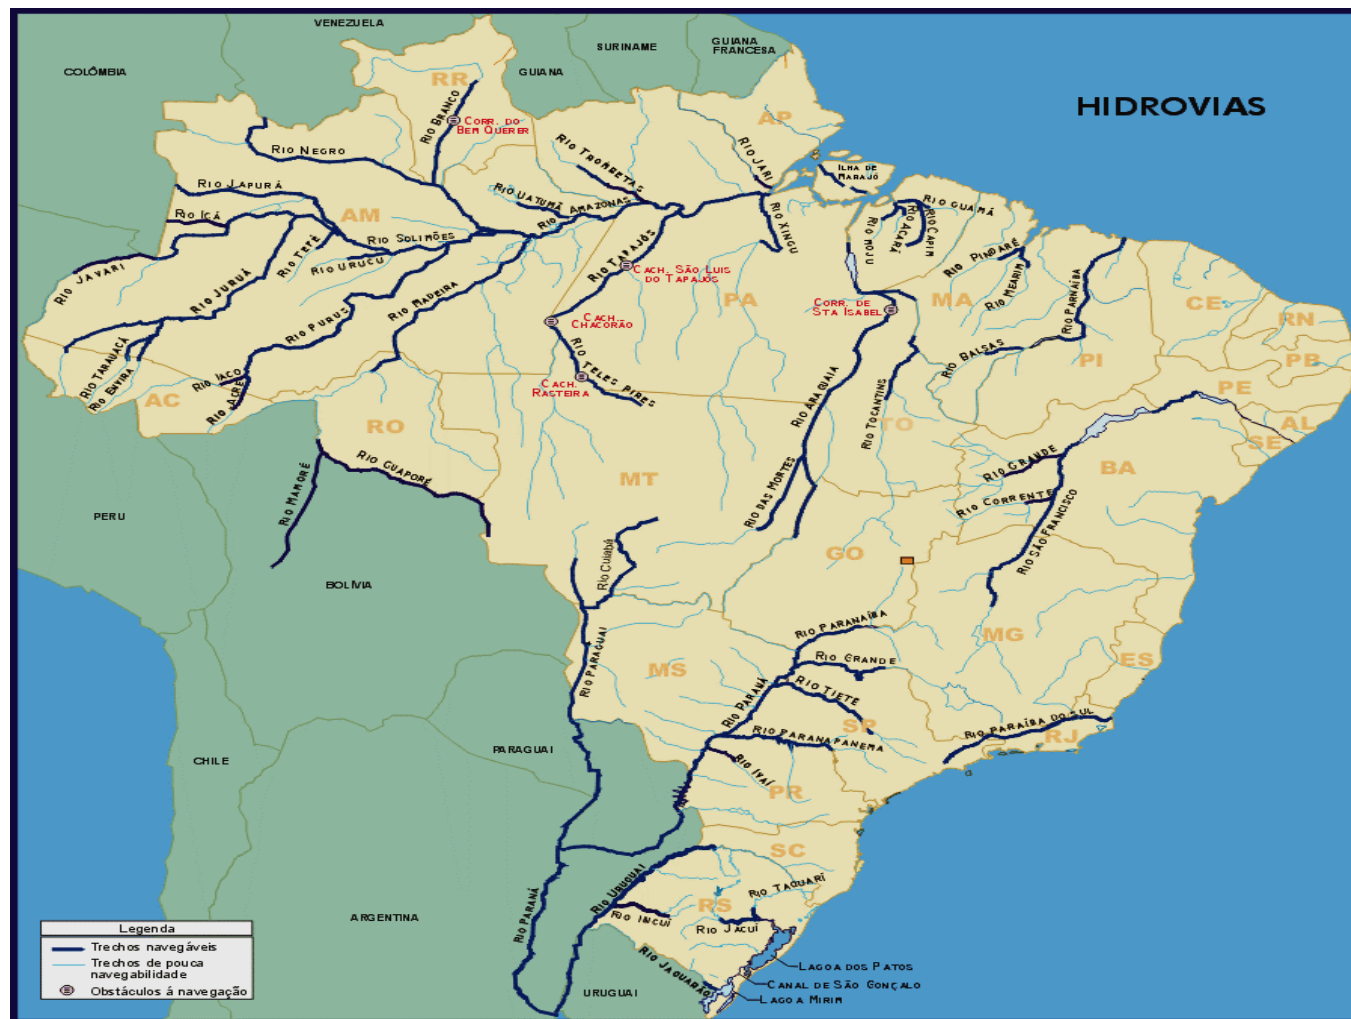 VENEZUELA
SURINAME
GUIANA
FRANCESA
COLÔMBIA
GUIANA
RR
HIDROVIAS
RIO BRANCO
CORR. DO
BEM QUERER
AP
RIO NEGRO
RIO TROMBETAS
RIO JARI
ILHA DE
MARAJÓ
RIO JAPURÁ
RIO UATUMÃ
RIO AMAZONAS
RIO GUAMÁ
RIO IÇÁ
AM
RIO SOLIMÕES
RIO TEFÉ
RIO URUCU
RIO XINGU
RIO MOJU
RIO ACARÁ
RIO CAPIM
RIO JAVARI
RIO JURUÁ
RIO TAPAJÓS
CACH. SÃO LUIS
DO TAPAJÓS
RIO PINDARÉ
RIO MEARIM
RIO PARNAÍBA
RIO PURUS
RIO MADEIRA
PA
MA
CE
CORR. DE
STA ISABEL
CACH.
CHACORÃO
RN
RIO TARAUACÁ
RIO ENVIRA
RIO IACO
RIO ACRE
RIO TELES PIRES
RIO BALSAS
PI
PB
CACH.
RASTEIRA
RIO ARAGUAIA
RIO TOCANTINS
PE
AC
RO
TO
AL
SE
RIO GUAPORÉ
RIO MAMORÉ
MT
RIO DAS MORTES
RIO GRANDE
BA
RIO CORRENTE
RIO SÃO FRANCISCO
PERU
RIO CUIABÁ
GO
BOLÍVIA
RIO PARAGUAI
RIO PARANAÍBA
MG
MS
RIO GRANDE
ES
RIO TIETÊ
RIO PARANÁ
SP
RIO PARAÍBA DO SUL
RJ
RIO PARANAPANEMA
PARAGUAI
CHILE
RIO IVAÍ
PR
SC
RIO URUGUAI
RIO TAQUARÍ
RS
RIO PARANÁ
RIO IBICUÍ
RIO JACUÍ
ARGENTINA
RIO JAGUARÃO
LAGOA DOS PATOS
CANAL DE SÃO GONÇALO
LAGOA MIRIM
URUGUAI
Legenda
Trechos navegáveis
Trechos de pouca
navegabilidade
Obstáculos á navegação